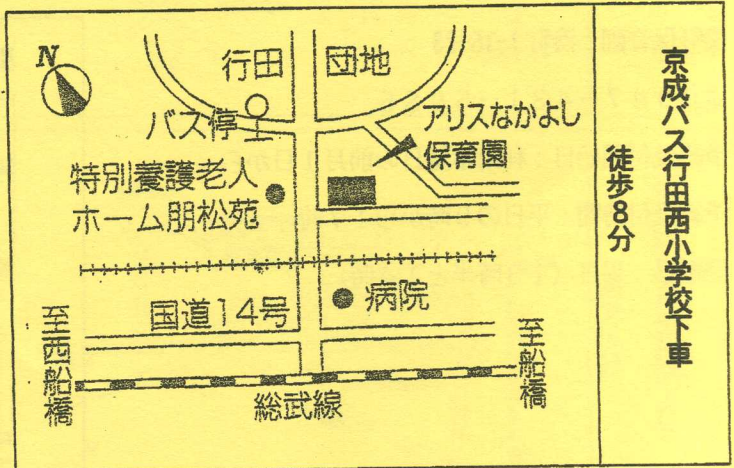 N
行田 団地
バス停
アリスなかよし
保育園
特別養護老人
ホーム朋松苑
病院
国道14号
至西船橋
総武線
至船橋
京成バス行田西小学校下車
徒歩8分